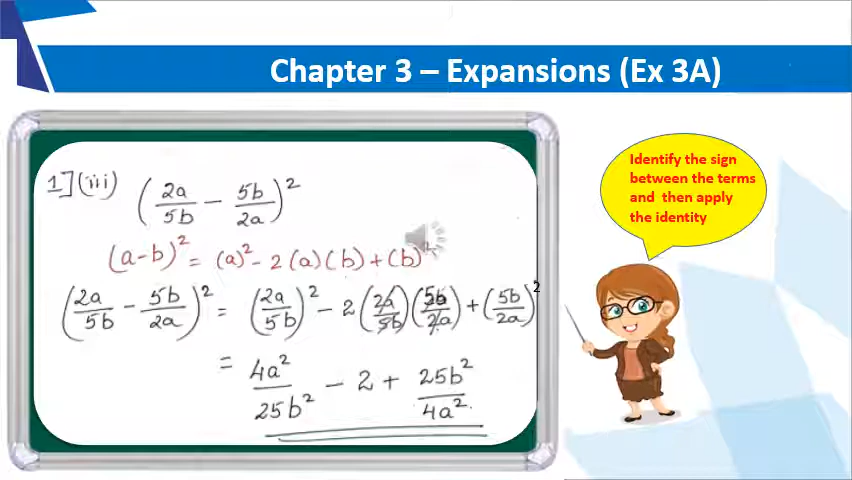 Chapter 3 – Expansions (Ex 3A)
1](iii) (2a/5b - 5b/2a)²
(a-b)² = (a)² - 2(a)(b) + (b)²
(2a/5b - 5b/2a)² = (2a/5b)² - 2(2a/5b)(5b/2a) + (5b/2a)²
= 4a²/25b² - 2 + 25b²/4a²
Identify the sign
between the terms
and then apply
the identity